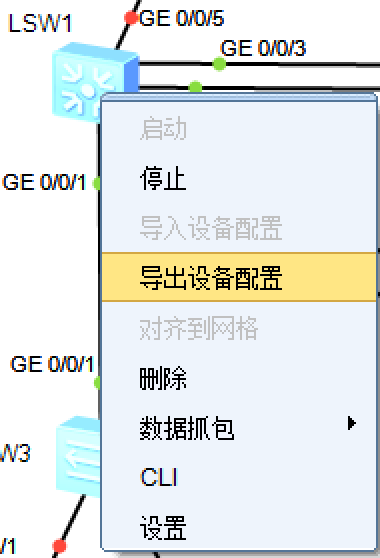 LSW1
GE 0/0/5
GE 0/0/3
启动
停止
GE 0/0/1
导入设备配置
导出设备配置
对齐到网格
GE 0/0/1
删除
数据抓包
W3
CLI
设置
/1